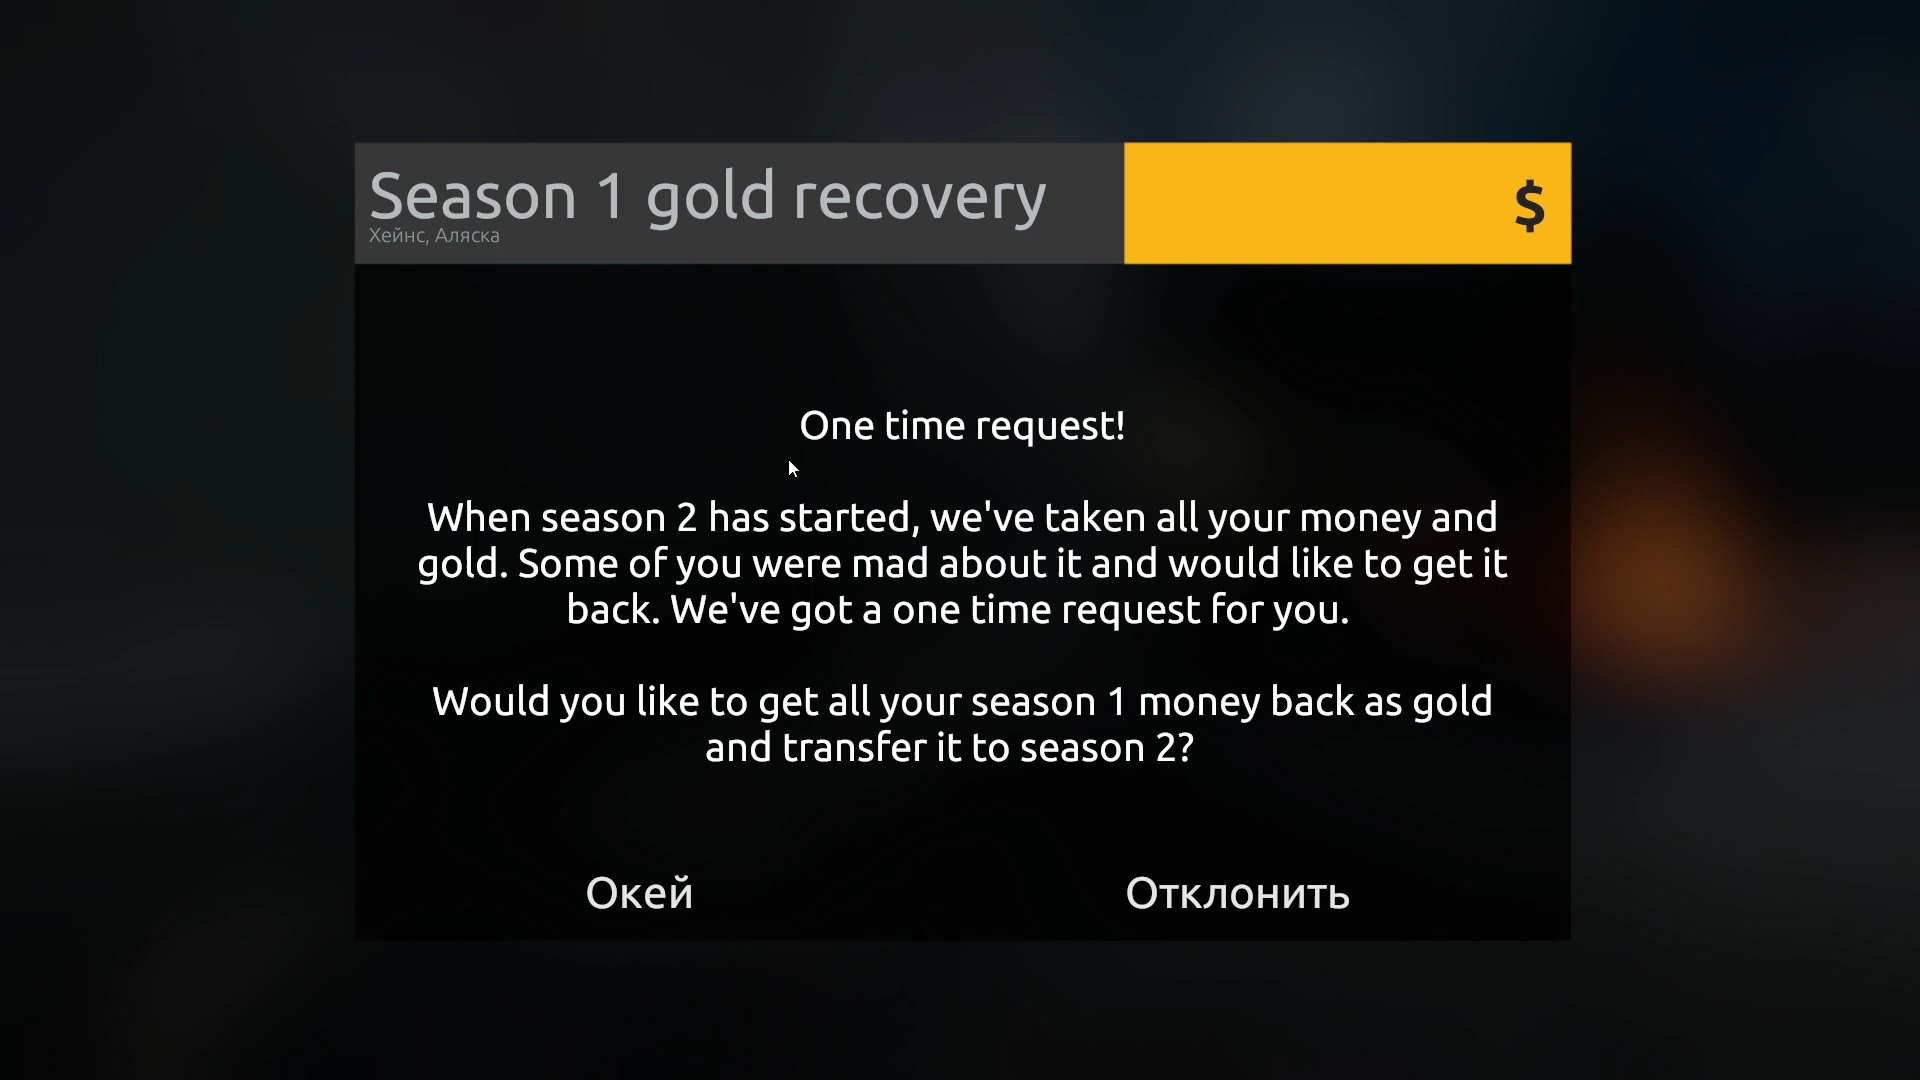 Season 1 gold recovery
Хейнс, Аляска
$
One time request!
When season 2 has started, we've taken all your money and
gold. Some of you were mad about it and would like to get it
back. We've got a one time request for you.
Would you like to get all your season 1 money back as gold
and transfer it to season 2?
Окей
Отклонить